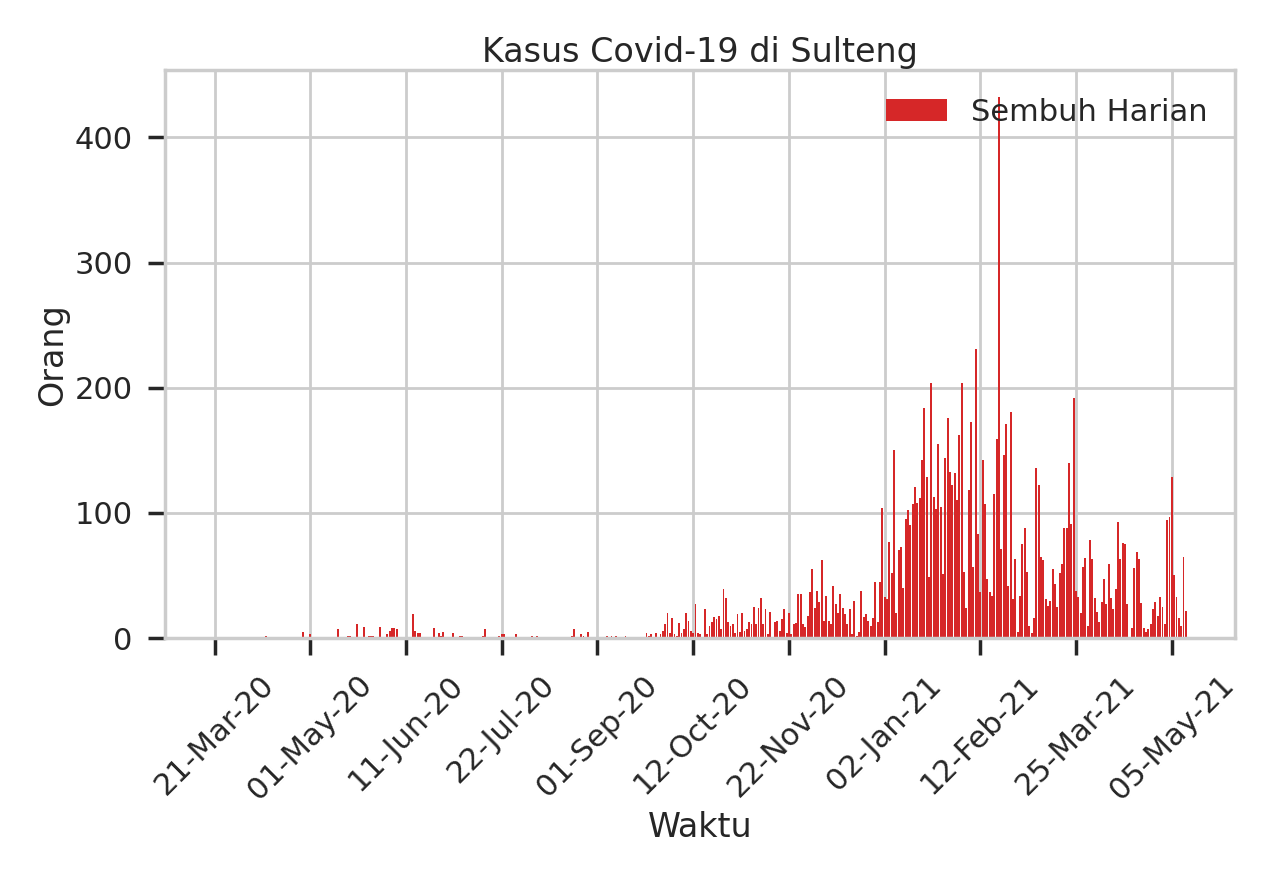 Kasus Covid-19 di Sulteng
Sembuh Harian
400
300
200
100
0
Orang
21-Mar-20
01-May-20
11-Jun-20
22-Jul-20
01-Sep-20
12-Oct-20
22-Nov-20
02-Jan-21
12-Feb-21
25-Mar-21
05-May-21
Waktu